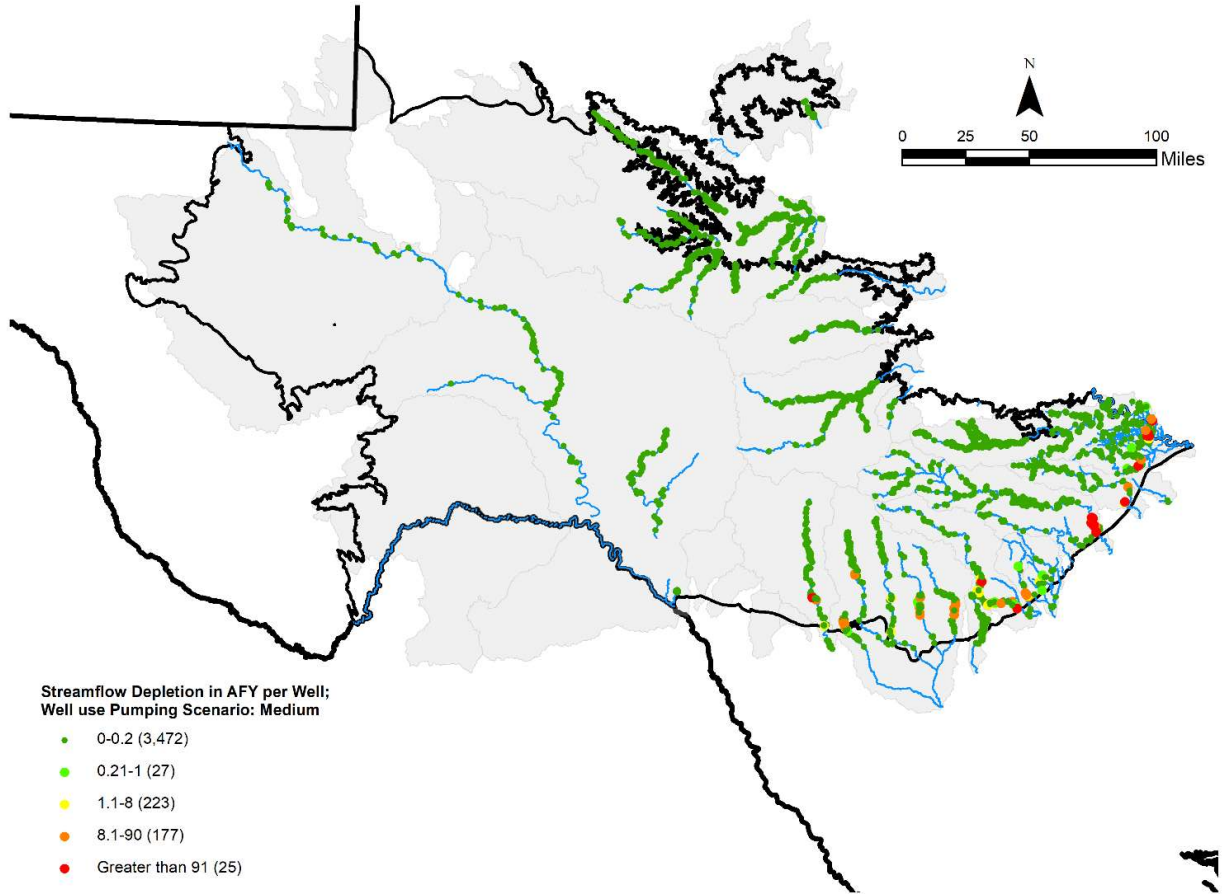 N
0 25 50 100
Miles
Streamflow Depletion in AFY per Well;
Well use Pumping Scenario: Medium
0-0.2 (3,472)
0.21-1 (27)
1.1-8 (223)
8.1-90 (177)
Greater than 91 (25)